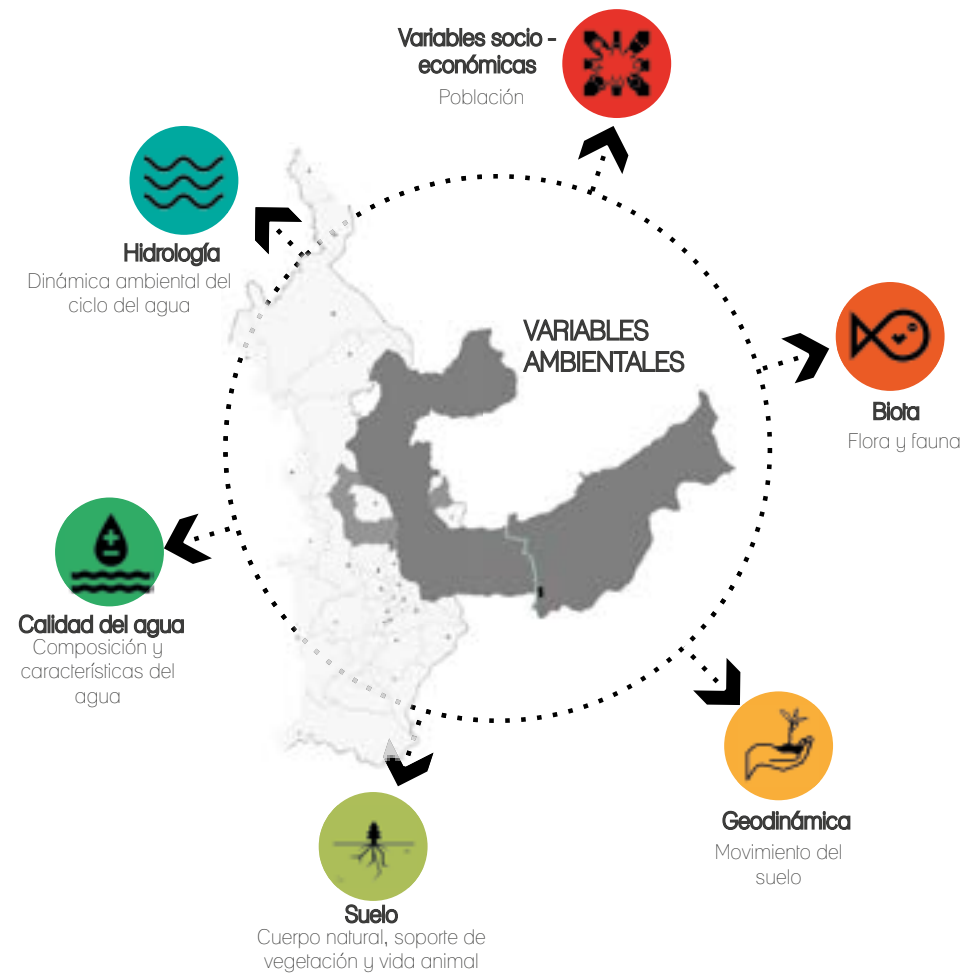 Variables socio -
económicas
Población
Hidrología
Dinámica ambiental del
ciclo del agua
VARIABLES
AMBIENTALES
Biota
Flora y fauna
Calidad del agua
Composición y
características del
agua
Geodinámica
Movimiento del
suelo
Suelo
Cuerpo natural, soporte de
vegetación y vida animal